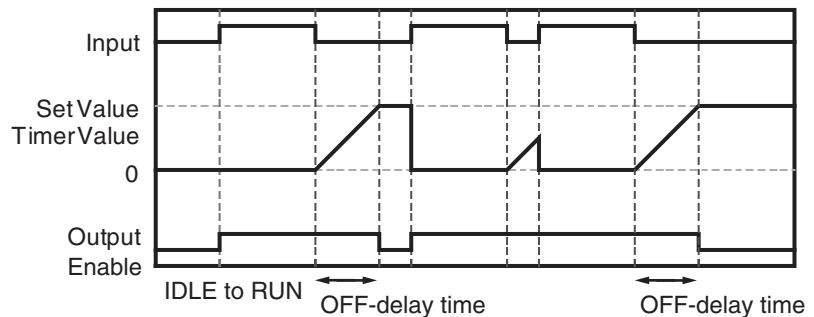 Input
Set Value
Timer Value
0
Output
Enable
IDLE to RUN
OFF-delay time
OFF-delay time